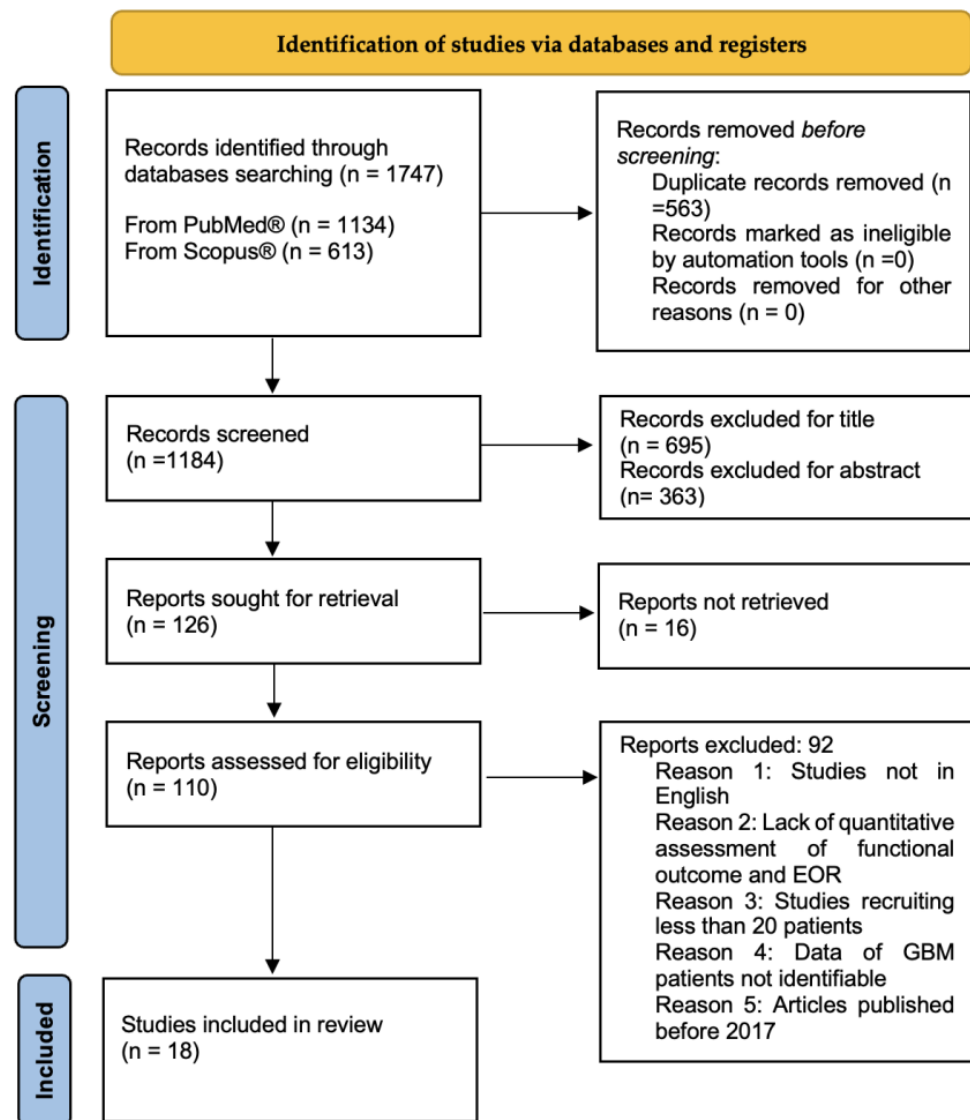 Identification of studies via databases and registers
Identification
Records identified through
databases searching (n = 1747)
From PubMed® (n = 1134)
From Scopus® (n = 613)
Records removed before
screening:
Duplicate records removed (n
=563)
Records marked as ineligible
by automation tools (n =0)
Records removed for other
reasons (n = 0)
Screening
Records screened
(n =1184)
Records excluded for title
(n = 695)
Records excluded for abstract
(n= 363)
Reports sought for retrieval
(n = 126)
Reports not retrieved
(n = 16)
Reports assessed for eligibility
(n = 110)
Reports excluded: 92
Reason 1: Studies not in
English
Reason 2: Lack of quantitative
assessment of functional
outcome and EOR
Reason 3: Studies recruiting
less than 20 patients
Reason 4: Data of GBM
patients not identifiable
Reason 5: Articles published
before 2017
Included
Studies included in review
(n = 18)